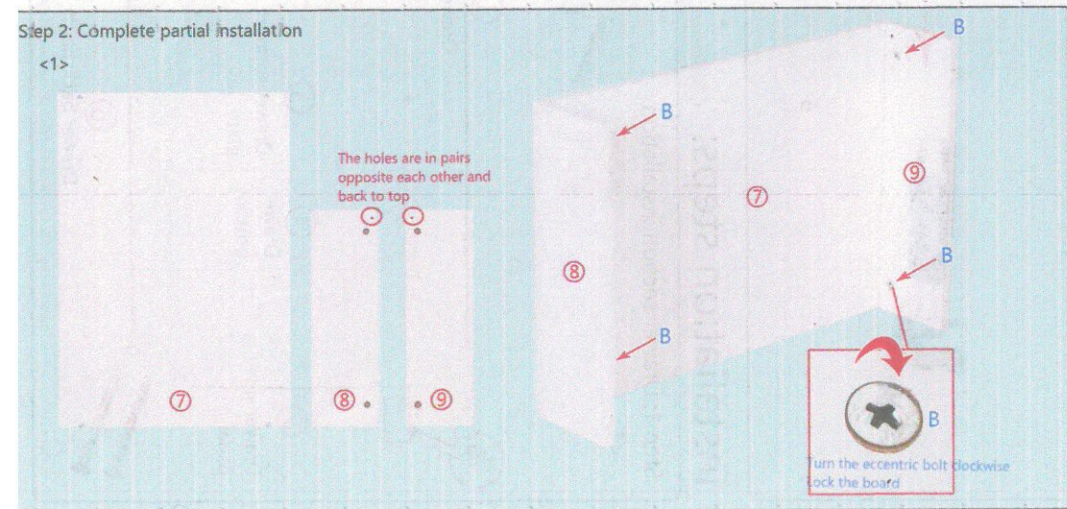 Step 2: Complete partial installation
<1>
The holes are in pairs
opposite each other and
back to top
⑦
⑧
⑨
B
B
⑨
⑦
⑧
B
B
B
Turn the eccentric bolt clockwise
Lock the board